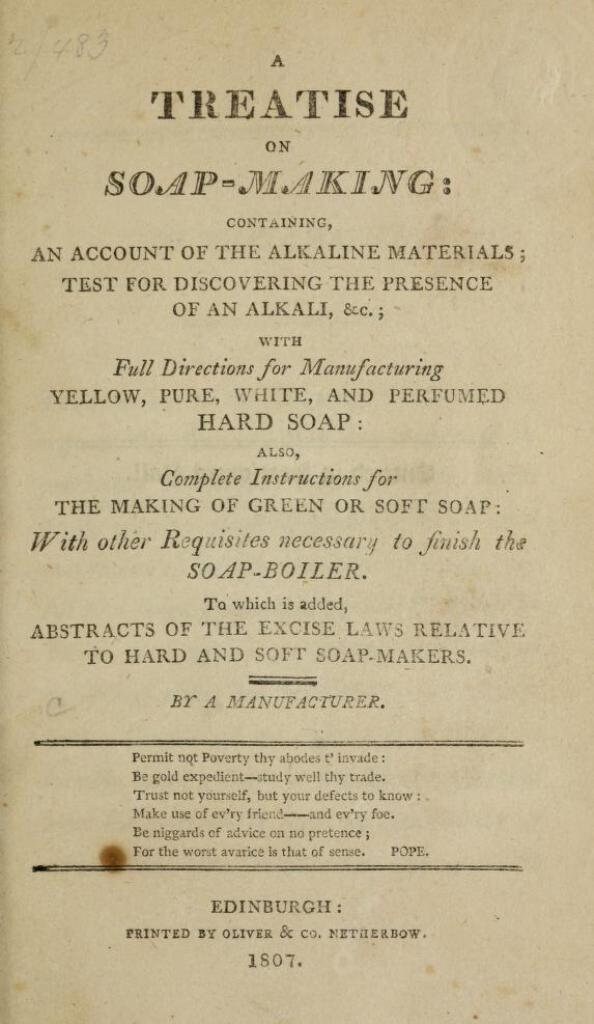 2/483
A
TREATISE
ON
SOAP-MAKING:
CONTAINING,
AN ACCOUNT OF THE ALKALINE MATERIALS;
TEST FOR DISCOVERING THE PRESENCE
OF AN ALKALI, &c.;
WITH
Full Directions for Manufacturing
YELLOW, PURE, WHITE, AND PERFUMED
HARD SOAP:
ALSO,
Complete Instructions for
THE MAKING OF GREEN OR SOFT SOAP:
With other Requisites necessary to finish the
SOAP-BOILER.
To which is added,
ABSTRACTS OF THE EXCISE LAWS RELATIVE
TO HARD AND SOFT SOAP-MAKERS.
BY A MANUFACTURER.
C
Permit not Poverty thy abodes t' invade:
Be gold expedient—study well thy trade.
Trust not yourself, but your defects to know:
Make use of ev'ry friend——and ev'ry foe.
Be niggards of advice on no pretence;
For the worst avarice is that of sense. POPE.
EDINBURGH:
PRINTED BY OLIVER & CO. NETHERBOW.
1807.